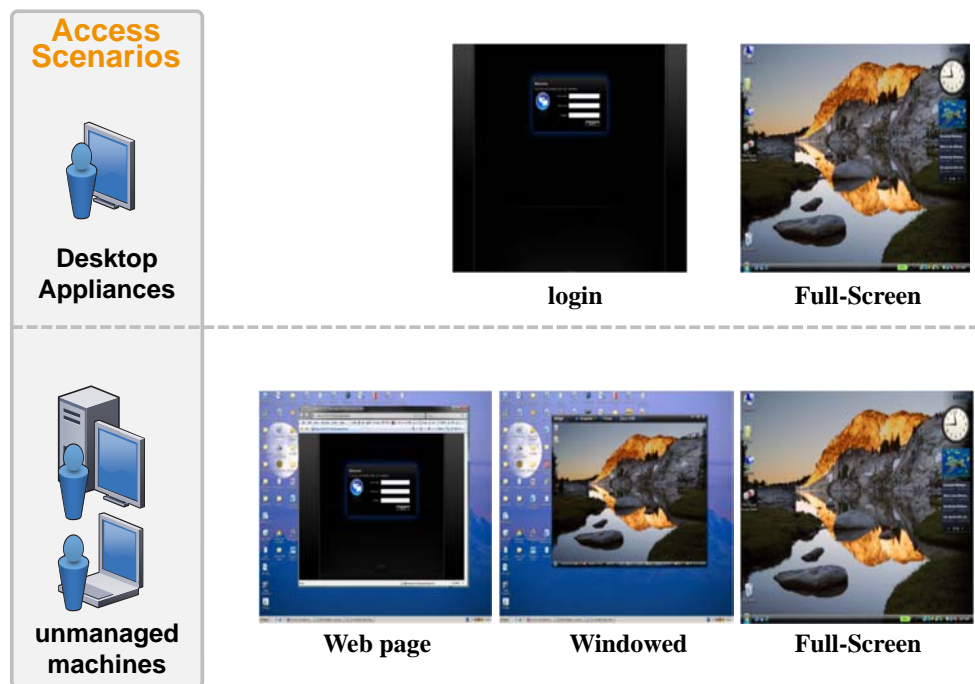 Access
Scenarios
Desktop
Appliances
login
Full-Screen
unmanaged
machines
Web page
Windowed
Full-Screen